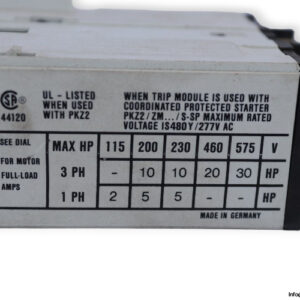 SA
44120
UL - LISTED
WHEN USED
WITH PKZ2
WHEN TRIP MODULE IS USED WITH
COORDINATED PROTECTED STARTER
PKZ2/ZM.../S-SP MAXIMUM RATED
VOLTAGE IS480Y/277V AC
SEE DIAL
FOR MOTOR
FULL-LOAD
AMPS
MAX HP 115 200 230 460 575 V
3 PH - 10 10 20 30 HP
1 PH 2 5 5 - - HP
MADE IN GERMANY